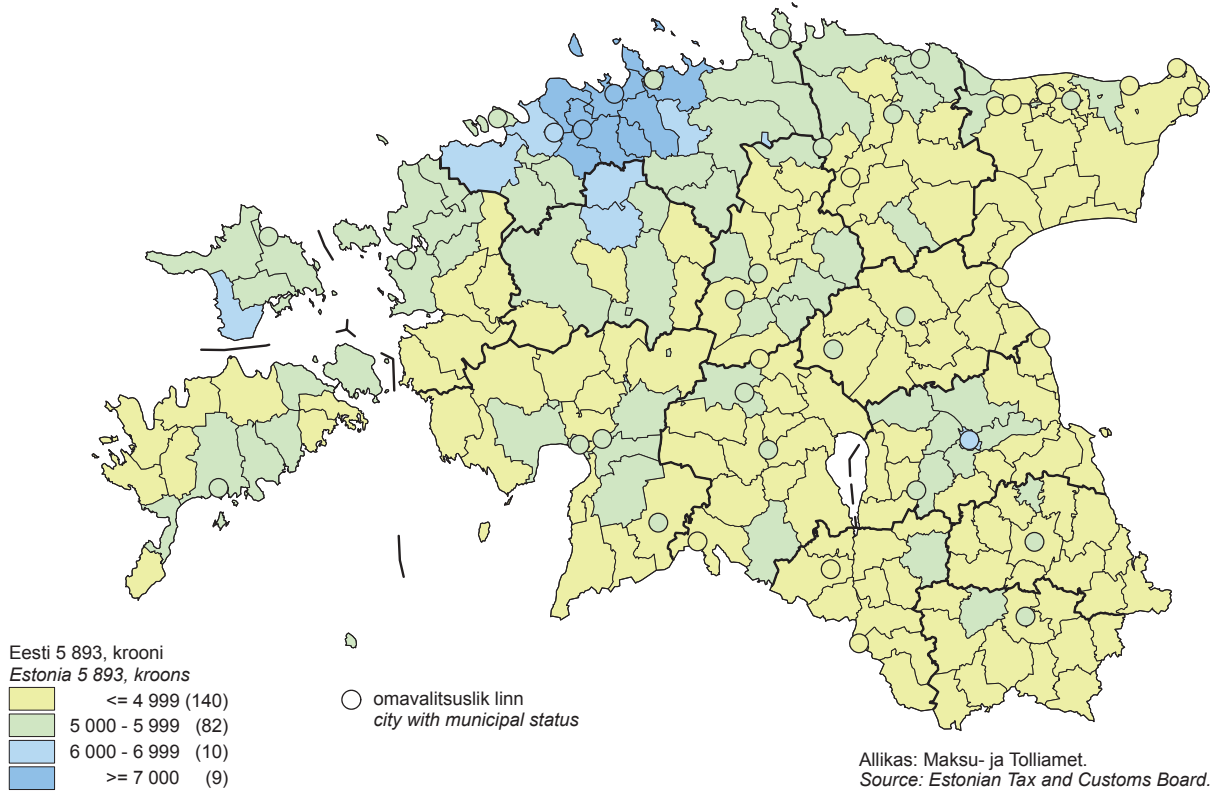 Eesti 5 893, krooni
Estonia 5 893, kroons
<= 4 999 (140)
5 000 - 5 999 (82)
6 000 - 6 999 (10)
>= 7 000 (9)
omavalitsuslik linn
city with municipal status
Allikas: Maksu- ja Tolliamet.
Source: Estonian Tax and Customs Board.